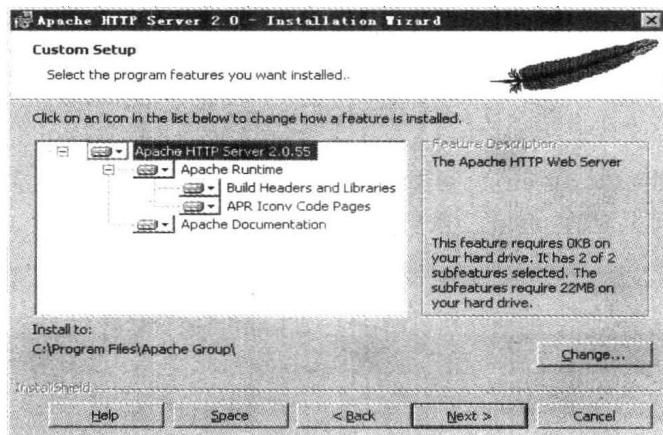 Apache HTTP Server 2.0 - Installation Wizard
Custom Setup
Select the program features you want installed.
Click on an icon in the list below to change how a feature is installed.
Apache HTTP Server 2.0.55
Apache Runtime
Build Headers and Libraries
APR Iconv Code Pages
Apache Documentation
Feature Description
The Apache HTTP Web Server
This feature requires 0KB on
your hard drive. It has 2 of 2
subfeatures selected. The
subfeatures require 22MB on
your hard drive.
Install to:
C:\Program Files\Apache Group\
Change...
InstallShield
Help
Space
< Back
Next >
Cancel